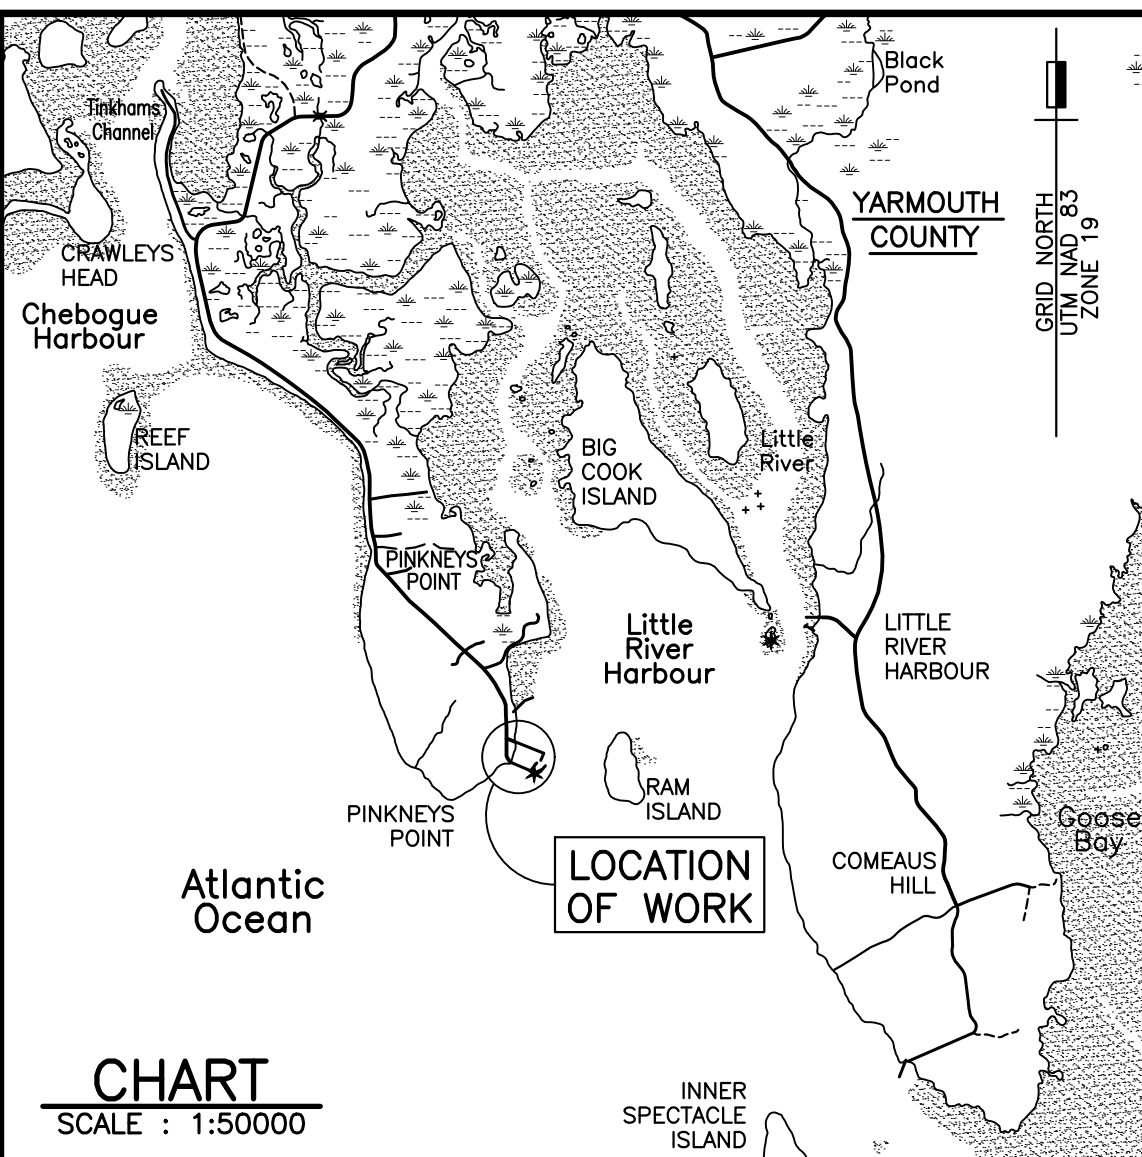 Tinkhams
Channel
Black
Pond
YARMOUTH
COUNTY
GRID NORTH
UTM NAD 83
ZONE 19
CRAWLEYS
HEAD
Chebogue
Harbour
REEF
ISLAND
BIG
COOK
ISLAND
Little
River
PINKNEYS
POINT
Little
River
Harbour
LITTLE
RIVER
HARBOUR
RAM
ISLAND
PINKNEYS
POINT
Goose
Bay
LOCATION
OF WORK
COMEAUS
HILL
Atlantic
Ocean
CHART
SCALE : 1:50000
INNER
SPECTACLE
ISLAND